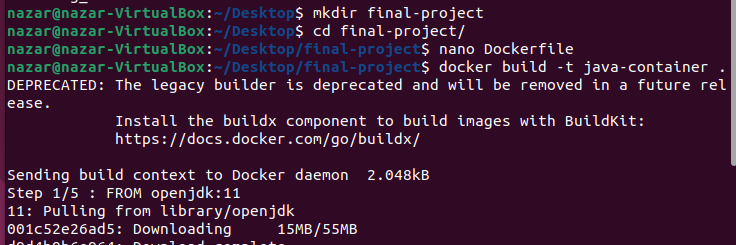 nazar@nazar-VirtualBox:~/Desktop$ mkdir final-project
nazar@nazar-VirtualBox:~/Desktop$ cd final-project/
nazar@nazar-VirtualBox:~/Desktop/final-project$ nano Dockerfile
nazar@nazar-VirtualBox:~/Desktop/final-project$ docker build -t java-container .
DEPRECATED: The legacy builder is deprecated and will be removed in a future rel
ease.
Install the buildx component to build images with BuildKit:
https://docs.docker.com/go/buildx/
Sending build context to Docker daemon 2.048kB
Step 1/5 : FROM openjdk:11
11: Pulling from library/openjdk
001c52e26ad5: Downloading 15MB/55MB